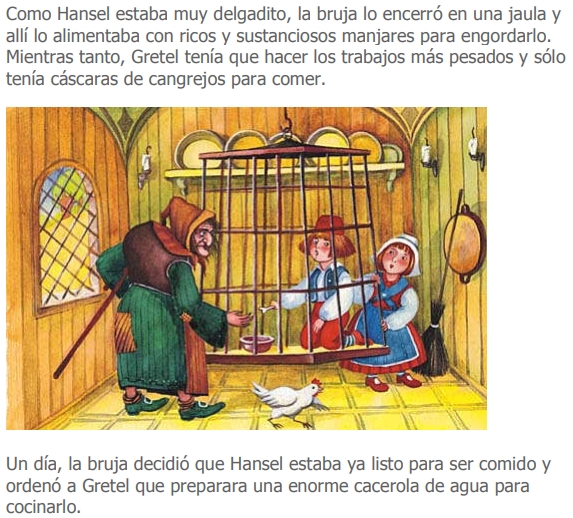 Como Hansel estaba muy delgadito, la bruja lo encerró en una jaula y
allí lo alimentaba con ricos y sustanciosos manjares para engordarlo.
Mientras tanto, Gretel tenía que hacer los trabajos más pesados y sólo
tenía cáscaras de cangrejos para comer.
Un día, la bruja decidió que Hansel estaba ya listo para ser comido y
ordenó a Gretel que preparara una enorme cacerola de agua para
cocinarlo.